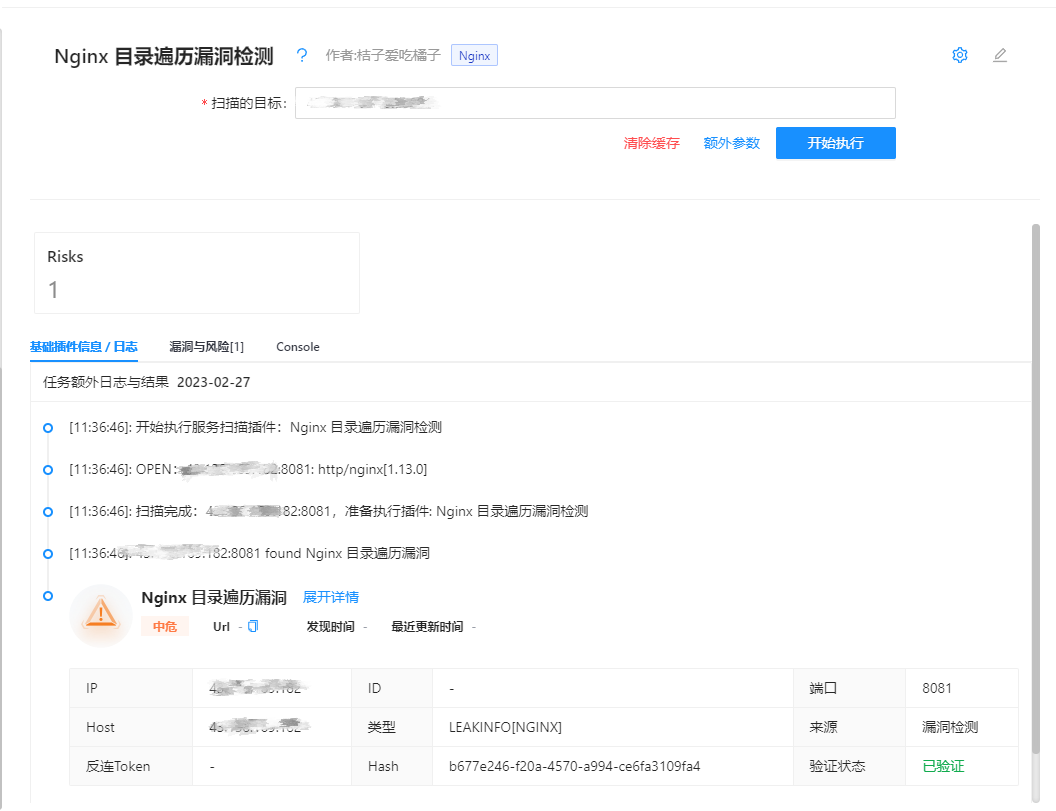 Nginx 目录遍历漏洞检测 ? 作者:桔子爱吃橘子 Nginx
* 扫描的目标:
清除缓存 额外参数 开始执行
Risks
1
基础插件信息 / 日志 漏洞与风险[1] Console
任务额外日志与结果 2023-02-27
[11:36:46]: 开始执行服务扫描插件：Nginx 目录遍历漏洞检测
[11:36:46]: OPEN: :8081: http/nginx[1.13.0]
[11:36:46]: 扫描完成： 82:8081，准备执行插件: Nginx 目录遍历漏洞检测
[11:36:46]: 182:8081 found Nginx 目录遍历漏洞
Nginx 目录遍历漏洞 展开详情
中危 Url - 发现时间 - 最近更新时间 -
IP ID - 端口 8081
Host 类型 LEAKINFO[NGINX] 来源 漏洞检测
反连Token - Hash b677e246-f20a-4570-a994-ce6fa3109fa4 验证状态 已验证